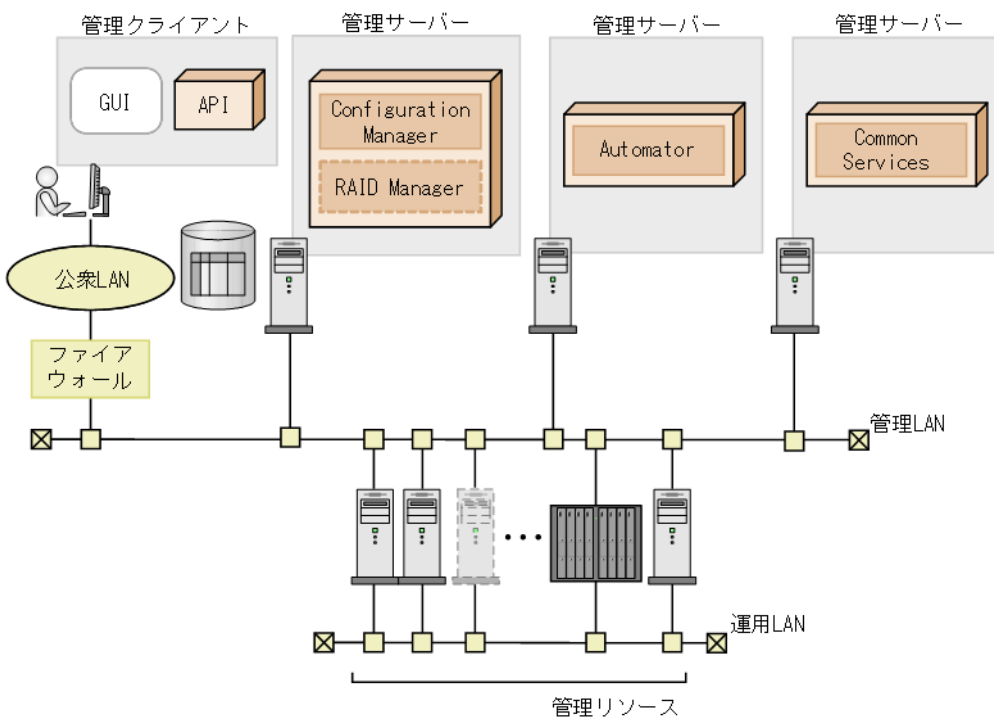 管理クライアント
管理サーバー
管理サーバー
管理サーバー
GUI
API
Configuration
Manager
RAID Manager
Automator
Common
Services
公衆LAN
ファイア
ウォール
管理LAN
運用LAN
管理リソース